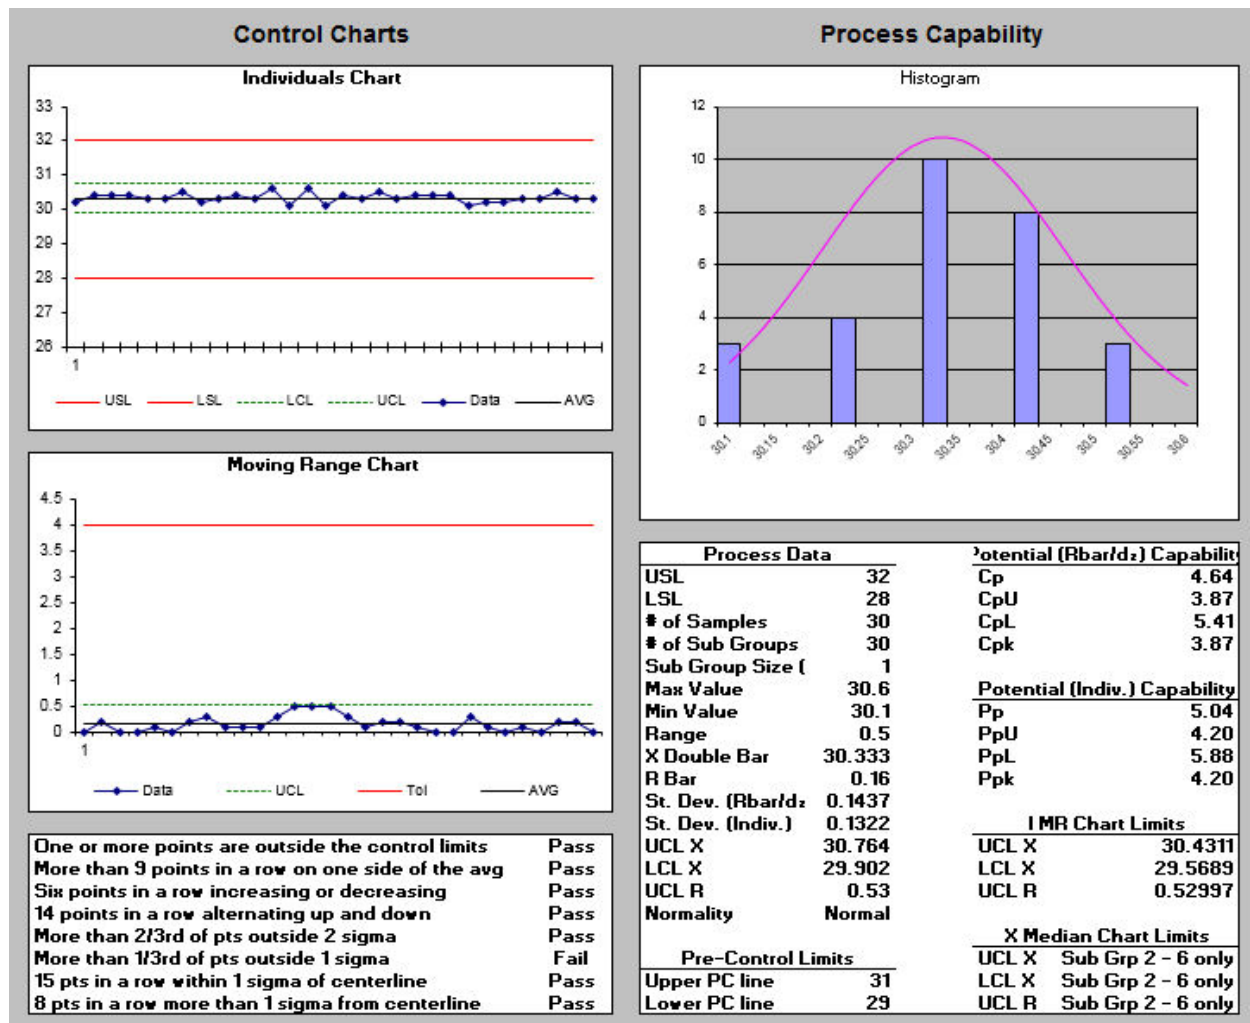 Control Charts
Individuals Chart
33
32
31
30
29
28
27
26
1
USL LSL LCL UCL Data AVG
Moving Range Chart
4.5
4
3.5
3
2.5
2
1.5
1
0.5
0
1
Data UCL Tol AVG
One or more points are outside the control limits Pass
More than 9 points in a row on one side of the avg Pass
Six points in a row increasing or decreasing Pass
14 points in a row alternating up and down Pass
More than 2/3rd of pts outside 2 sigma Pass
More than 1/3rd of pts outside 1 sigma Fail
15 pts in a row within 1 sigma of centerline Pass
8 pts in a row more than 1 sigma from centerline Pass
Process Capability
Histogram
12
10
8
6
4
2
0
30.1 30.15 30.2 30.25 30.3 30.35 30.4 30.45 30.5 30.55 30.6
Process Data
USL 32
LSL 28
# of Samples 30
# of Sub Groups 30
Sub Group Size ( 1
Max Value 30.6
Min Value 30.1
Range 0.5
X Double Bar 30.333
R Bar 0.16
St. Dev. (Rbar/d₂ 0.1437
St. Dev. (Indiv.) 0.1322
UCL X 30.764
LCL X 29.902
UCL R 0.53
Normality Normal
Pre-Control Limits
Upper PC line 31
Lower PC line 29
Potential (Rbar/d₂) Capability
Cp 4.64
CpU 3.87
CpL 5.41
Cpk 3.87
Potential (Indiv.) Capability
Pp 5.04
PpU 4.20
PpL 5.88
Ppk 4.20
I MR Chart Limits
UCL X 30.4311
LCL X 29.5689
UCL R 0.52997
X Median Chart Limits
UCL X Sub Grp 2 - 6 only
LCL X Sub Grp 2 - 6 only
UCL R Sub Grp 2 - 6 only